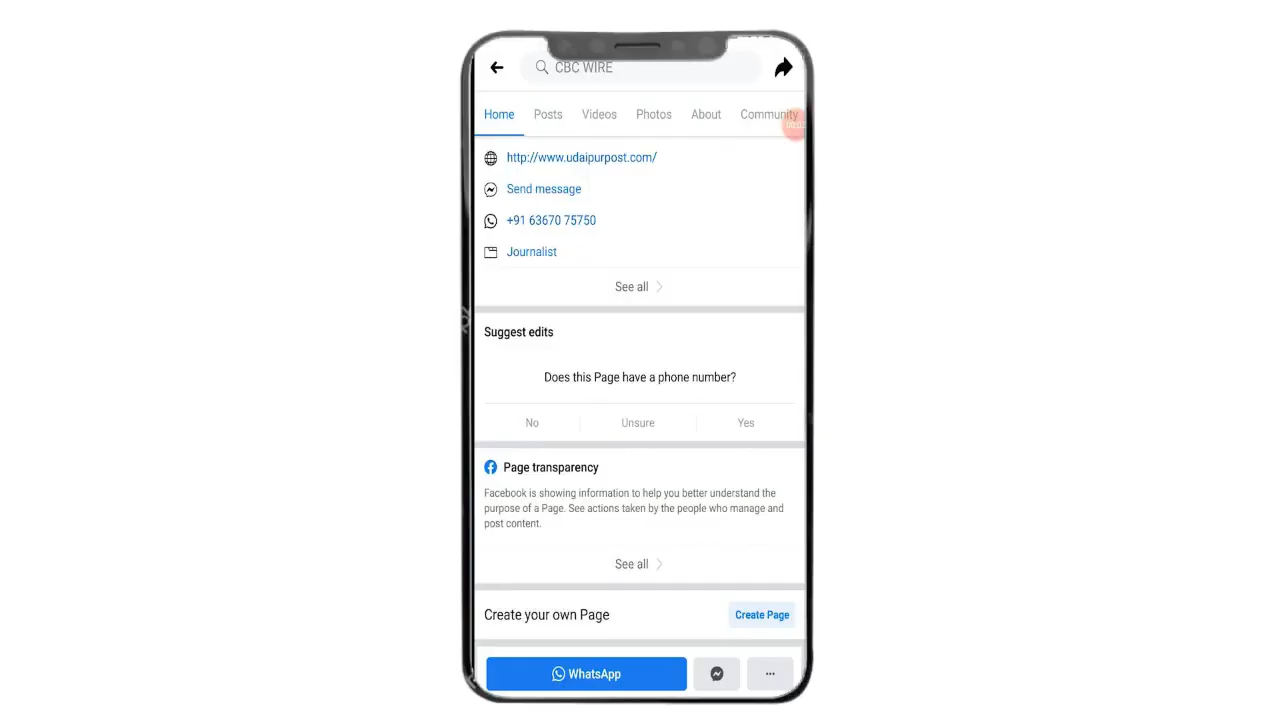 CBC WIRE
Home Posts Videos Photos About Community
http://www.udaipurpost.com/
Send message
+91 63670 75750
Journalist
See all
Suggest edits
Does this Page have a phone number?
No Unsure Yes
Page transparency
Facebook is showing information to help you better understand the
purpose of a Page. See actions taken by the people who manage and
post content.
See all
Create your own Page Create Page
WhatsApp